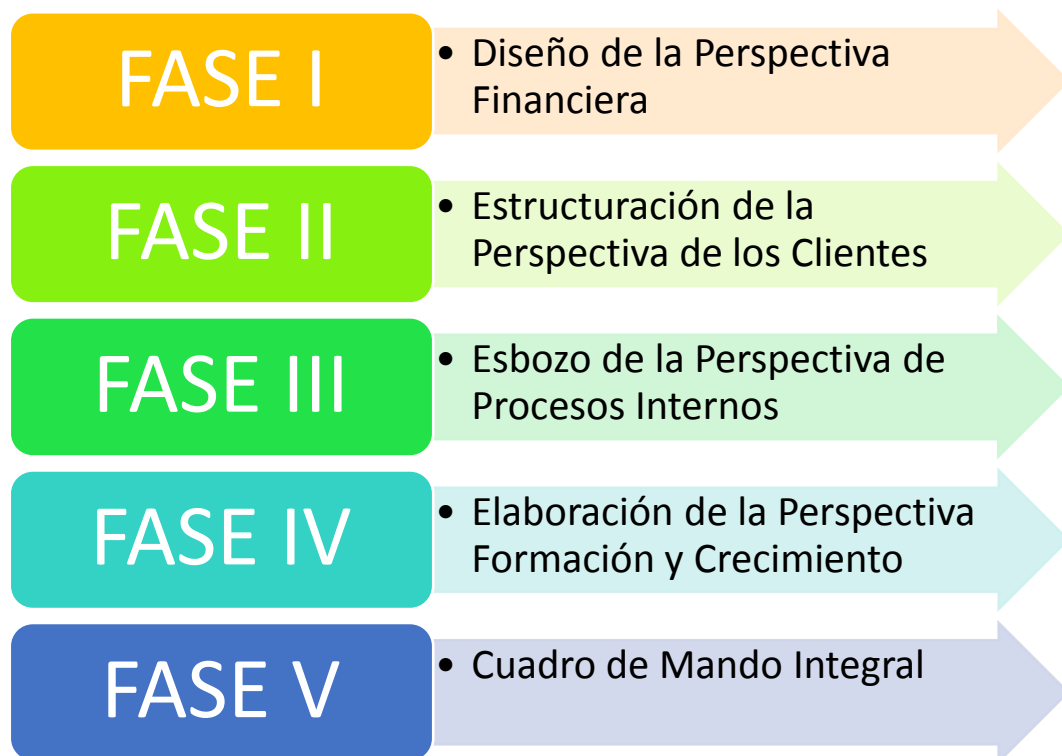 FASE I
• Diseño de la Perspectiva
Financiera
FASE II
• Estructuración de la
Perspectiva de los Clientes
FASE III
• Esbozo de la Perspectiva de
Procesos Internos
FASE IV
• Elaboración de la Perspectiva
Formación y Crecimiento
FASE V
• Cuadro de Mando Integral